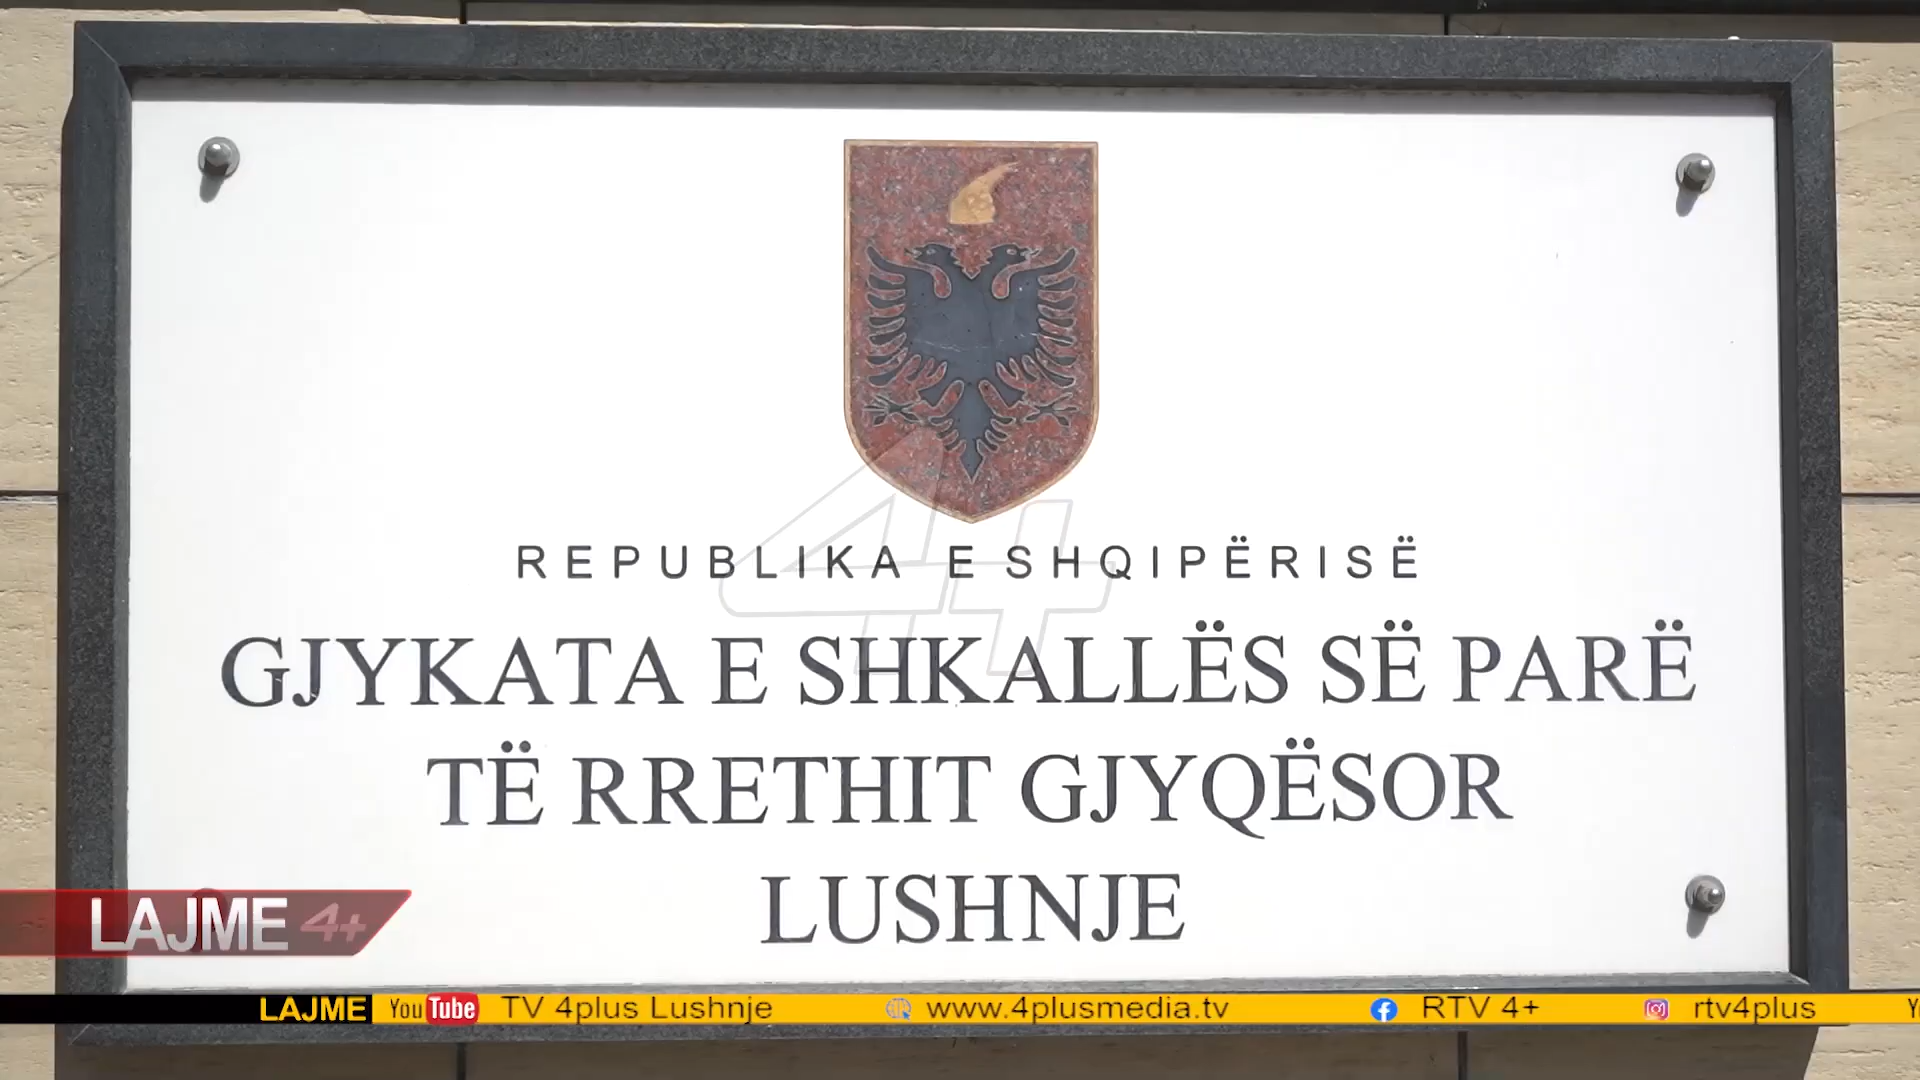 REPUBLIKA E SHQIPËRISË
GJYKATA E SHKALLËS SË PARË
TË RRETHIT GJYQËSOR
LUSHNJE
4+
LAJME 4+
LAJME YouTube TV 4plus Lushnje www.4plusmedia.tv RTV 4+ rtv4plus